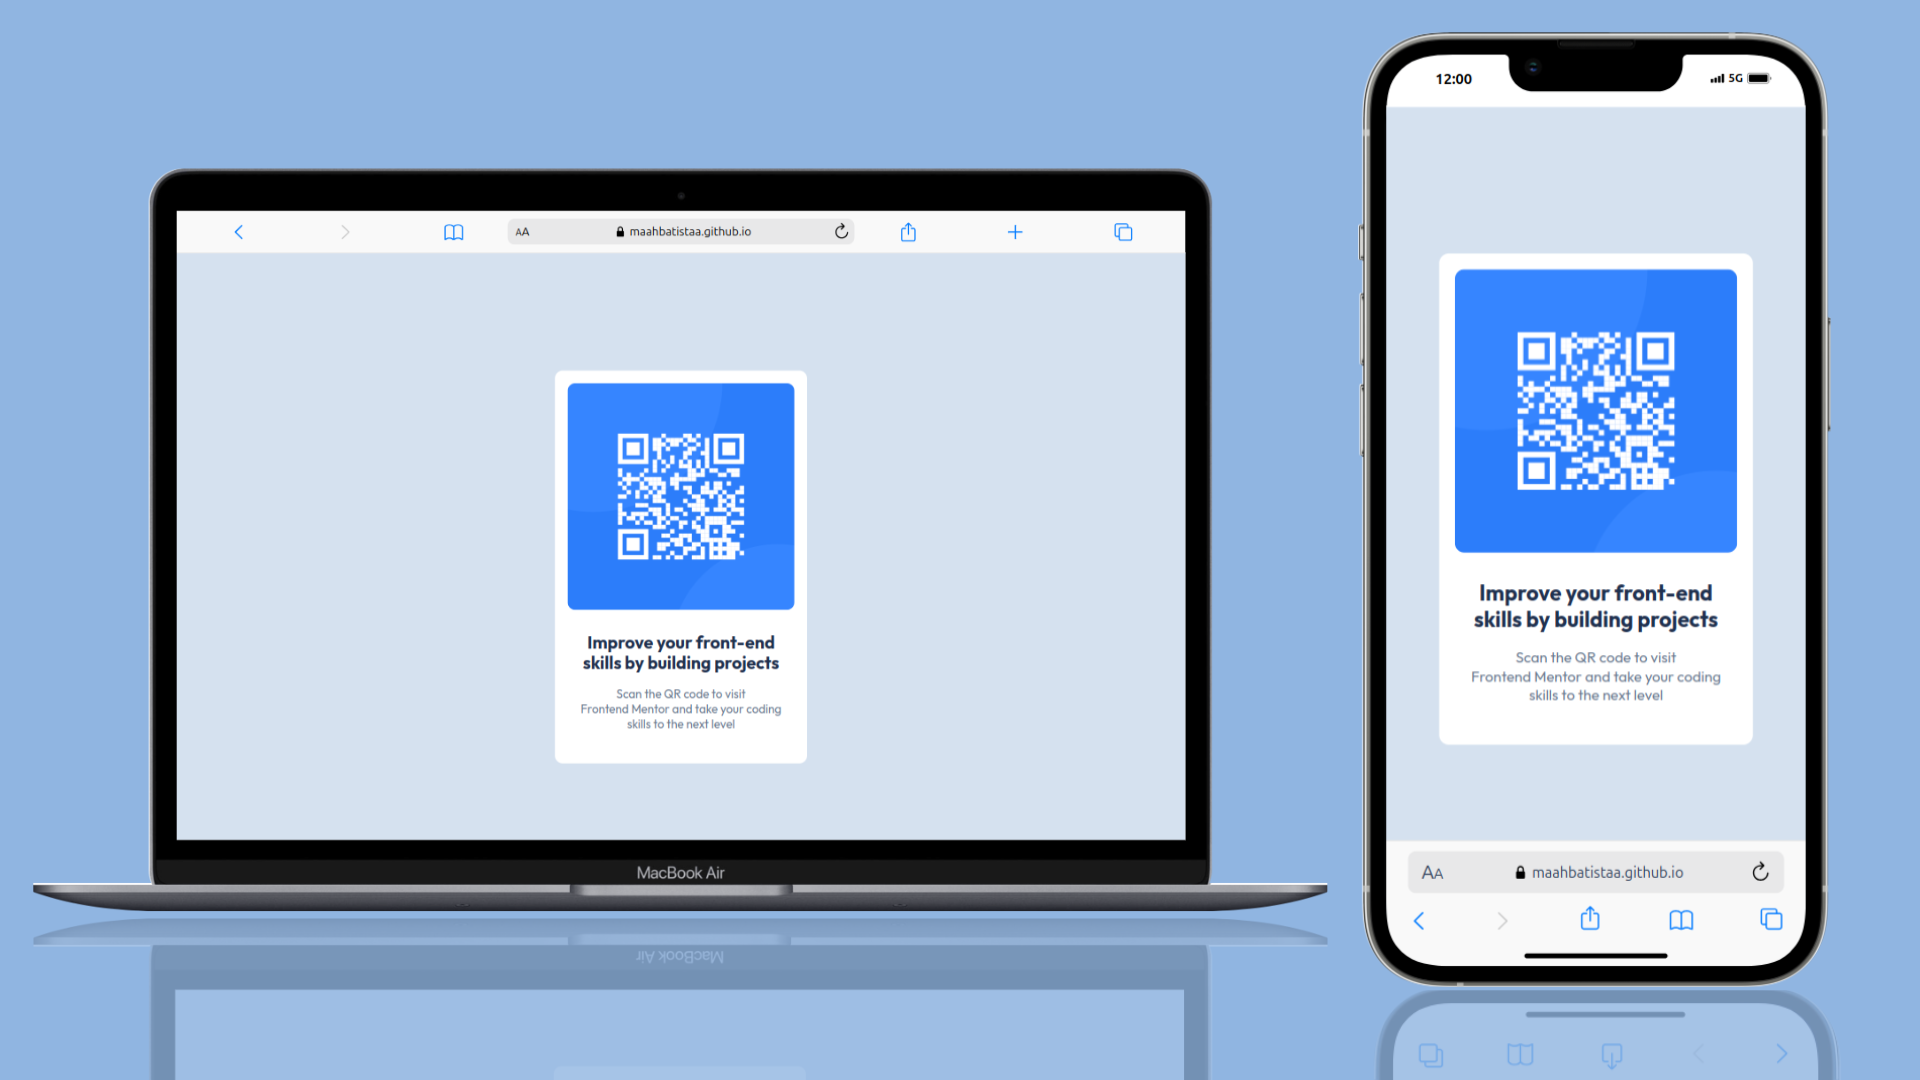 AA
maahbatistaa.github.io
Improve your front-end
skills by building projects
Scan the QR code to visit
Frontend Mentor and take your coding
skills to the next level
MacBook Air
MacBook Air
12:00
5G
Improve your front-end
skills by building projects
Scan the QR code to visit
Frontend Mentor and take your coding
skills to the next level
AA
maahbatistaa.github.io